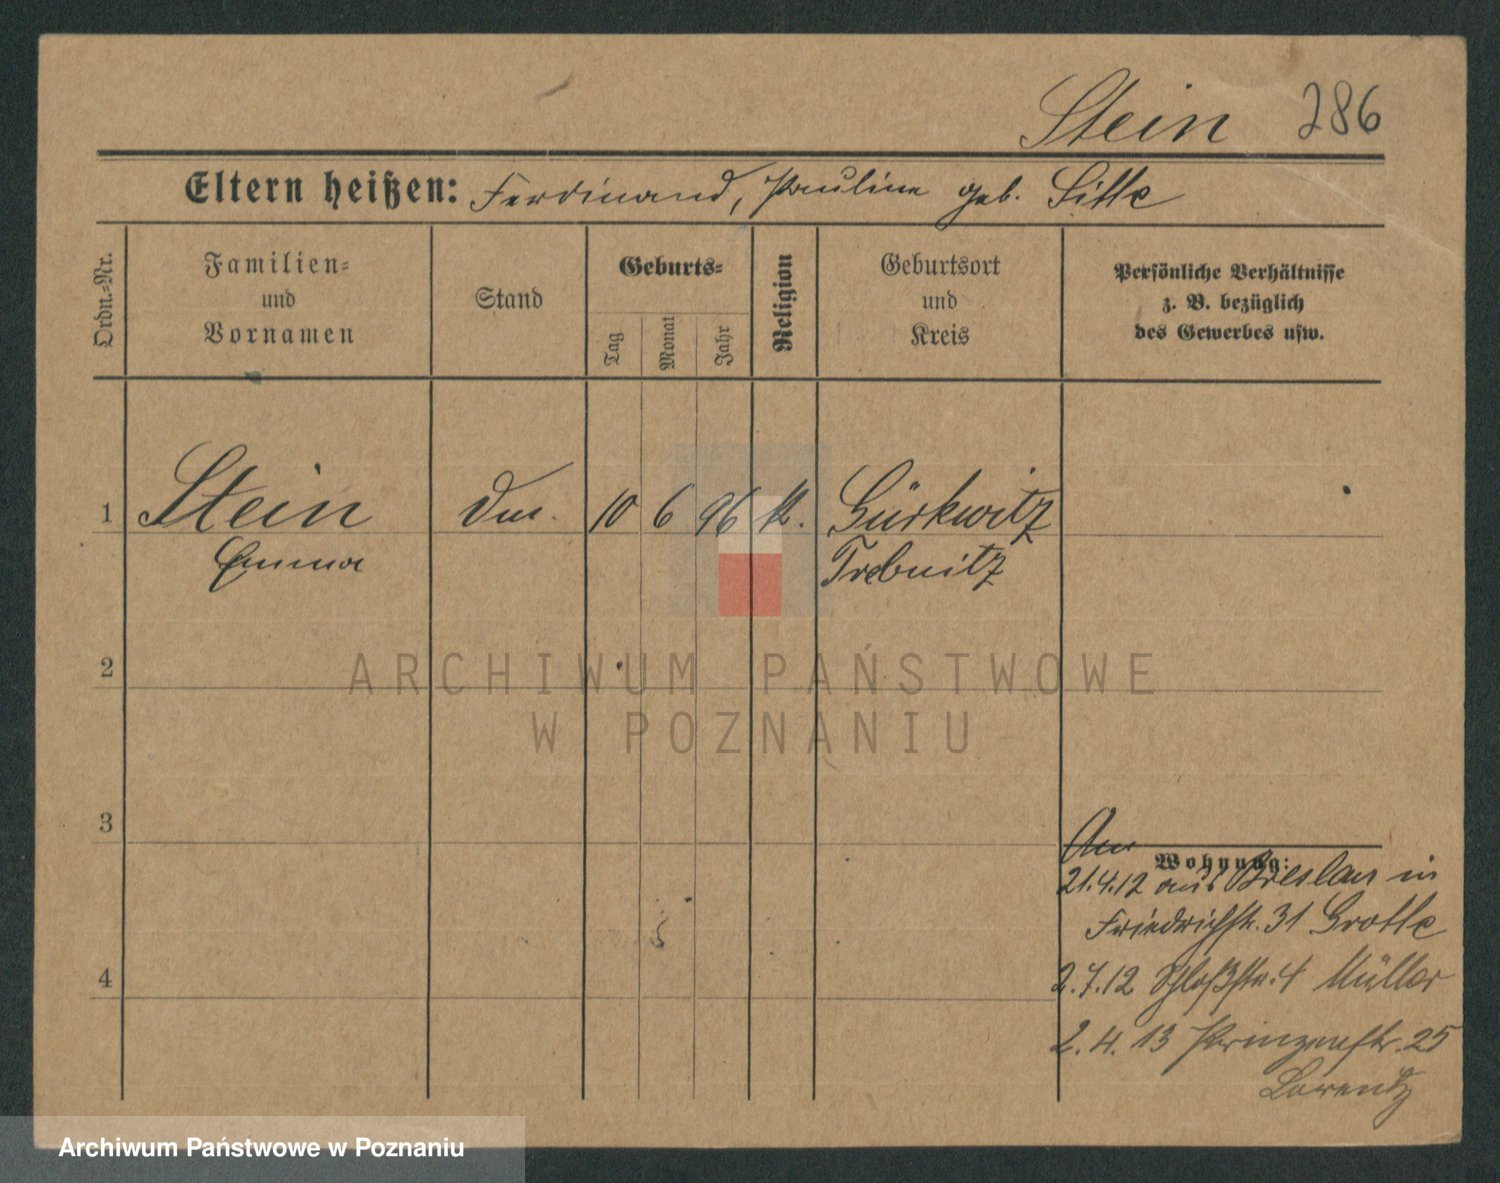 Stein 286
Eltern heißen: Ferdinand, Pauline geb.
Ordn.-Nr.
Familien-
und
Vornamen
Stand
Geburts-
Tag
Monat
Jahr
Religion
Geburtsort
und
Kreis
Persönliche Verhältnisse
z. B. bezüglich
des Gewerbes usw.
1 Stein 10 6 96 k. Gürkwitz
Emma Trebnitz
2
3
4
ARCHIWUM PAŃSTWOWE
W POZNANIU
Wohnung:
21.4.12 aus Breslau in
Friedrichstr. 31 Grotte
2.7.12 Schloßstr. 4 Müller
2.4.13 Prinzenstr. 25
Lorentz
Archiwum Państwowe w Poznaniu